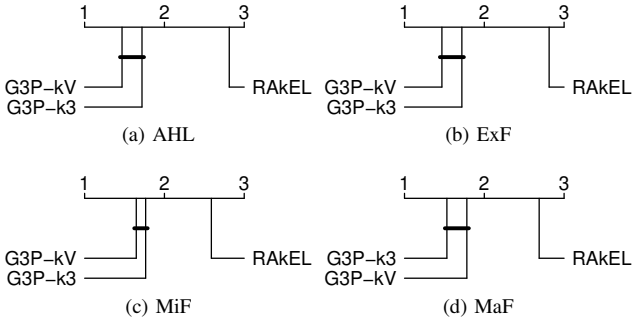 1 2 3
G3P−kV RAkEL
G3P−k3
(a) AHL
1 2 3
G3P−kV RAkEL
G3P−k3
(b) ExF
1 2 3
G3P−kV RAkEL
G3P−k3
(c) MiF
1 2 3
G3P−k3 RAkEL
G3P−kV
(d) MaF